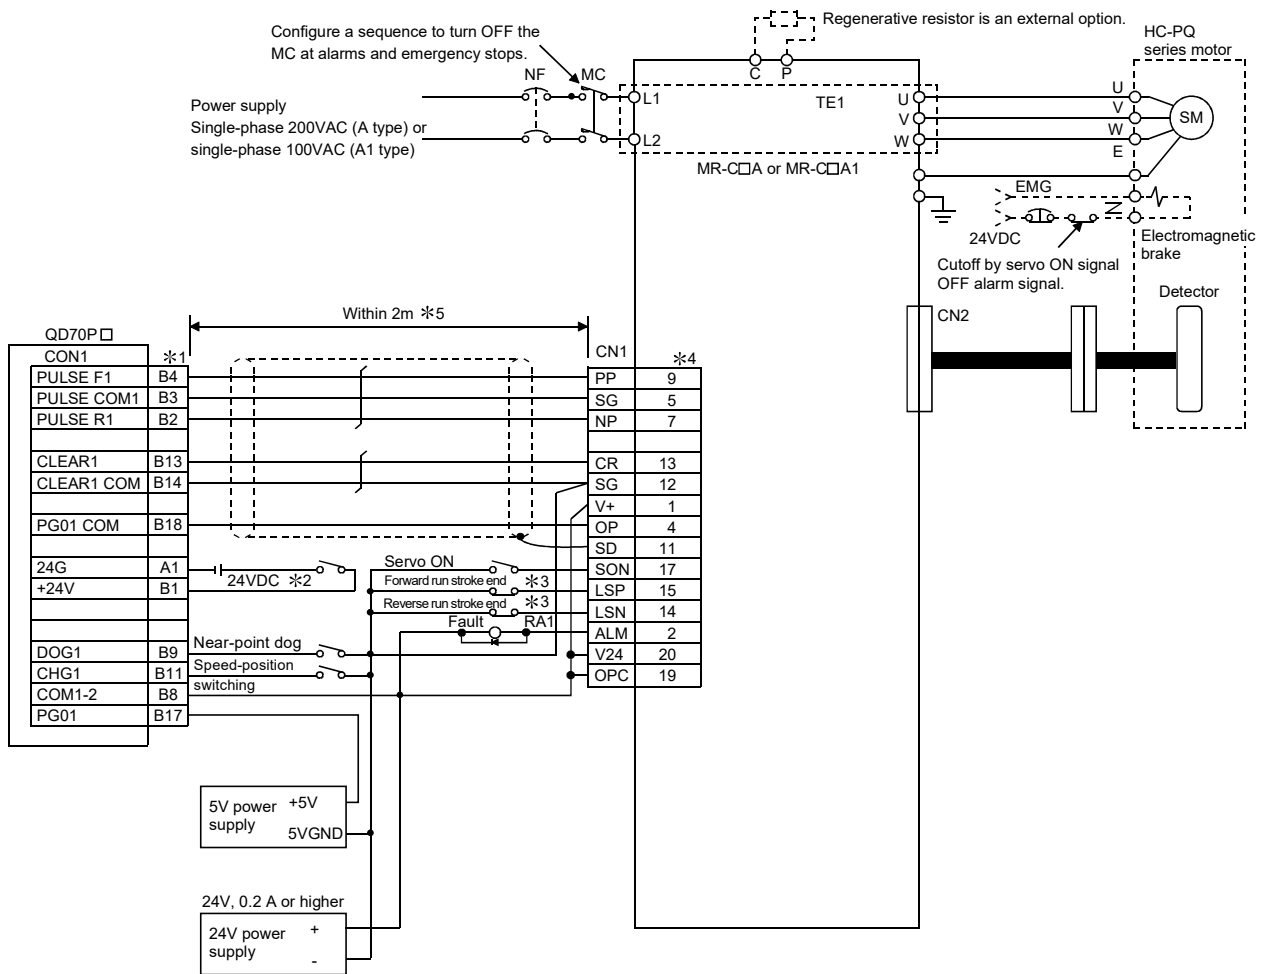 Configure a sequence to turn OFF the
MC at alarms and emergency stops.
Regenerative resistor is an external option.
HC-PQ
series motor
C P
NF MC
Power supply
Single-phase 200VAC (A type) or
single-phase 100VAC (A1 type)
L1
L2
TE1
U
V
W
U
V
W
E
SM
MR-C□A or MR-C□A1
EMG
24VDC
Cutoff by servo ON signal
OFF alarm signal.
Electromagnetic
brake
Detector
CN2
Within 2m *5
QD70P□
CON1 *1
CN1 *4
PULSE F1 B4
PULSE COM1 B3
PULSE R1 B2
CLEAR1 B13
CLEAR1 COM B14
PG01 COM B18
24G A1
+24V B1
DOG1 B9
CHG1 B11
COM1-2 B8
PG01 B17
PP 9
SG 5
NP 7
CR 13
SG 12
V+ 1
OP 4
SD 11
SON 17
LSP 15
LSN 14
ALM 2
V24 20
OPC 19
24VDC *2
Servo ON
Forward run stroke end *3
Reverse run stroke end *3
Fault RA1
Near-point dog
Speed-position
switching
5V power
supply
+5V
5VGND
24V, 0.2 A or higher
24V power
supply
+
-